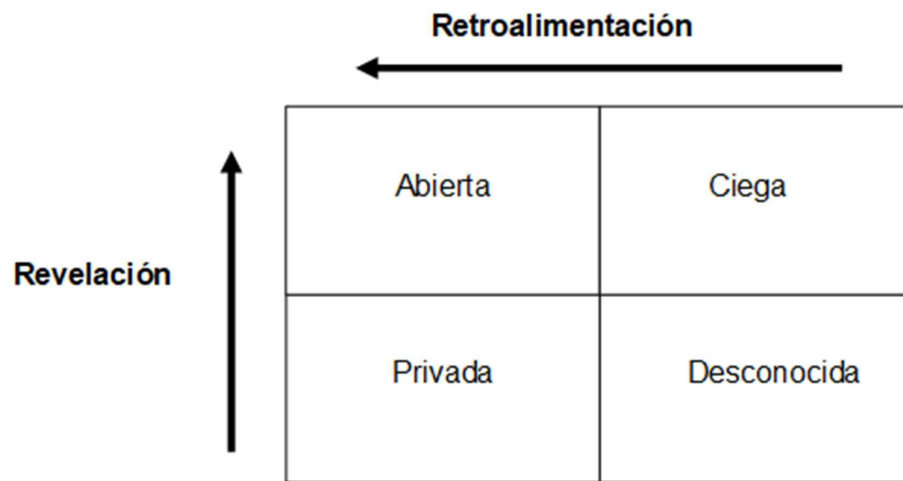 Retroalimentación
Abierta
Ciega
Revelación
Privada
Desconocida